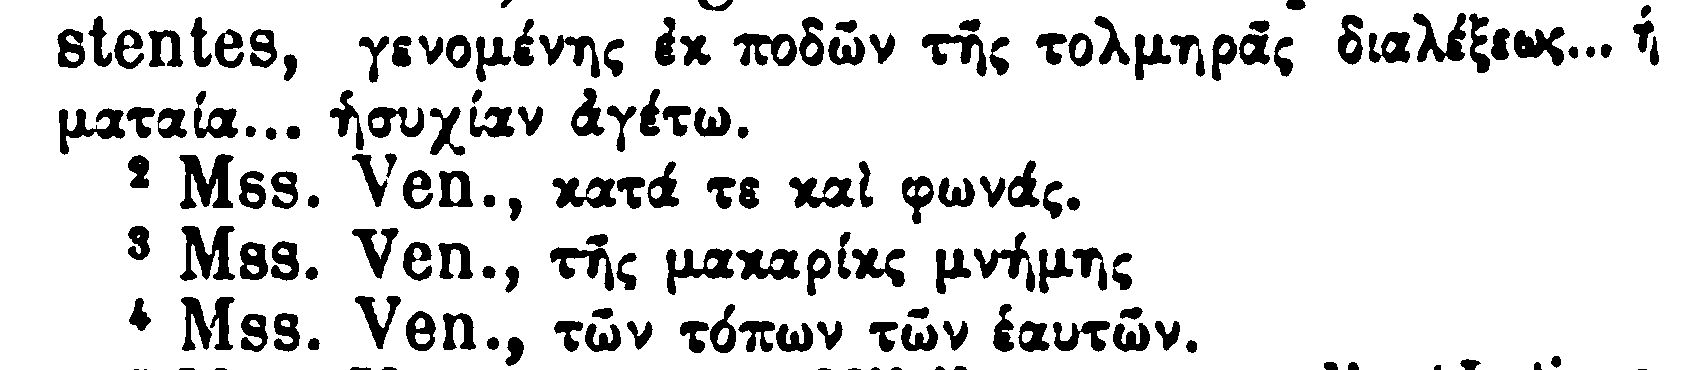 stentes, γενομένης ἐκ ποδῶν τῆς τολμηρᾶς διαλέξεως... ἡ
ματαία... ἡσυχίαν ἀγέτω.
² Mss. Ven., κατά τε καὶ φωνάς.
³ Mss. Ven., τῆς μακαρίας μνήμης
⁴ Mss. Ven., τῶν τόπων τῶν ἑαυτῶν.